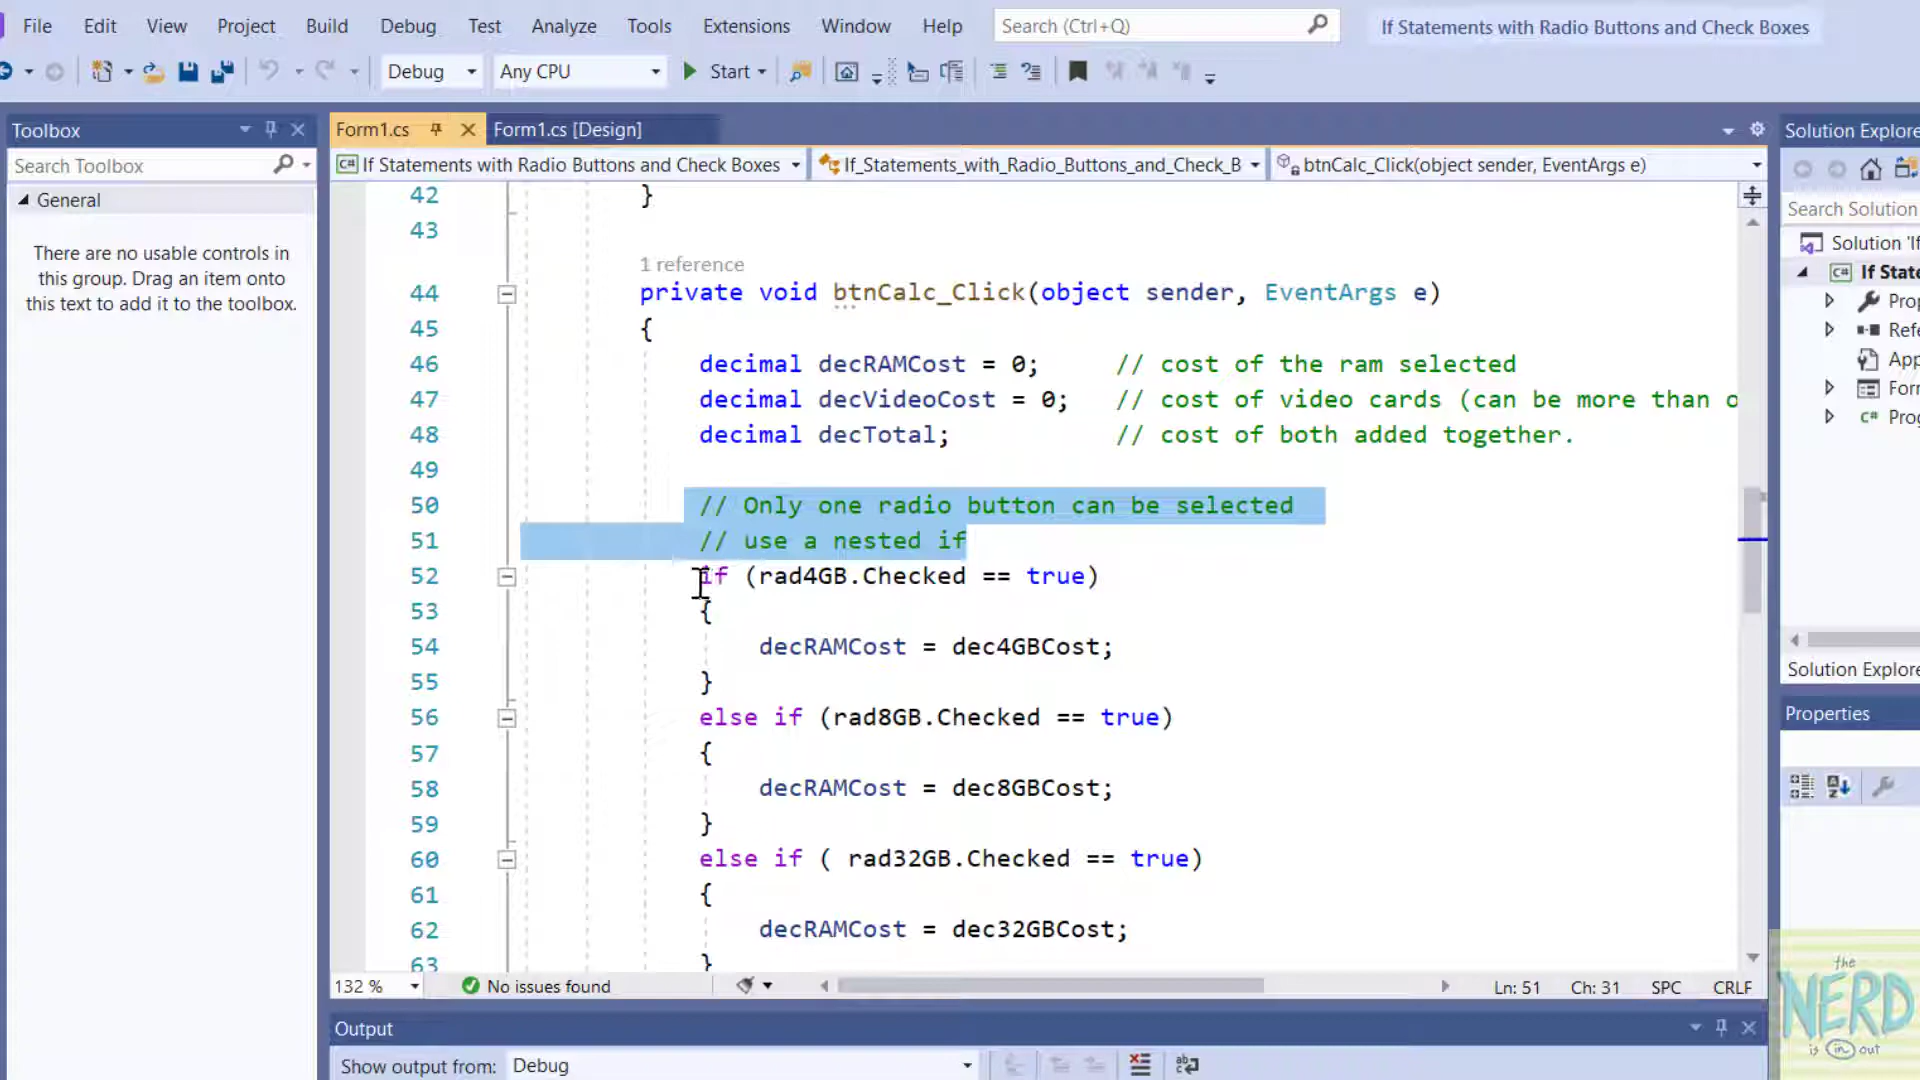 File Edit View Project Build Debug Test Analyze Tools Extensions Window Help Search (Ctrl+Q) If Statements with Radio Buttons and Check Boxes
Debug Any CPU Start
Toolbox
Search Toolbox
General
There are no usable controls in
this group. Drag an item onto
this text to add it to the toolbox.
Form1.cs Form1.cs [Design]
If Statements with Radio Buttons and Check Boxes If_Statements_with_Radio_Buttons_and_Check_B btnCalc_Click(object sender, EventArgs e)
42 }
43
1 reference
44 private void btnCalc_Click(object sender, EventArgs e)
45 {
46 decimal decRAMCost = 0; // cost of the ram selected
47 decimal decVideoCost = 0; // cost of video cards (can be more than o
48 decimal decTotal; // cost of both added together.
49
50 // Only one radio button can be selected
51 // use a nested if
52 if (rad4GB.Checked == true)
53 {
54 decRAMCost = dec4GBCost;
55 }
56 else if (rad8GB.Checked == true)
57 {
58 decRAMCost = dec8GBCost;
59 }
60 else if ( rad32GB.Checked == true)
61 {
62 decRAMCost = dec32GBCost;
63 }
132 % No issues found Ln: 51 Ch: 31 SPC CRLF
Output
Show output from: Debug
Solution Explore
Search Solution
Solution 'If
If State
Prop
Refe
App
Forr
Prog
Solution Explore
Properties
the
NERD
is in out